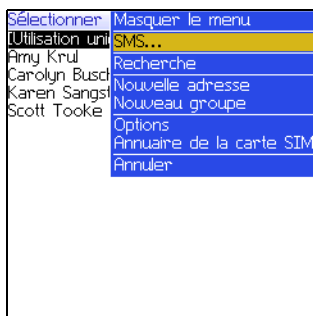 Sélectionner
[Utilisation uni
Amy Krul
Carolyn Busch
Karen Sangst
Scott Tooke
Masquer le menu
SMS...
Recherche
Nouvelle adresse
Nouveau groupe
Options
Annuaire de la carte SIM
Annuler